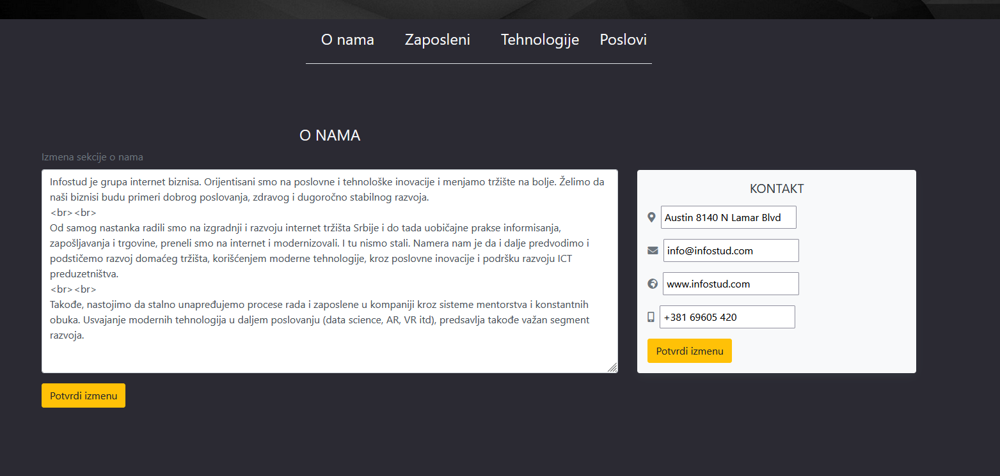 O nama Zaposleni Tehnologije Poslovi
O NAMA
Izmena sekcije o nama
Infostud je grupa internet biznisa. Orijentisani smo na poslovne i tehnološke inovacije i menjamo tržište na bolje. Želimo da
naši biznisi budu primeri dobrog poslovanja, zdravog i dugoročno stabilnog razvoja.
<br><br>
Od samog nastanka radili smo na izgradnji i razvoju internet tržišta Srbije i do tada uobičajne prakse informisanja,
zapošljavanja i trgovine, preneli smo na internet i modernizovali. I tu nismo stali. Namera nam je da i dalje predvodimo i
podstičemo razvoj domaćeg tržišta, korišćenjem moderne tehnologije, kroz poslovne inovacije i podršku razvoju ICT
preduzetništva.
<br><br>
Takođe, nastojimo da stalno unapređujemo procese rada i zaposlene u kompaniji kroz sisteme mentorstva i konstantnih
obuka. Usvajanje modernih tehnologija u daljem poslovanju (data science, AR, VR itd), predsavlja takođe važan segment
razvoja.
Potvrdi izmenu
KONTAKT
Austin 8140 N Lamar Blvd
info@infostud.com
www.infostud.com
+381 69605 420
Potvrdi izmenu